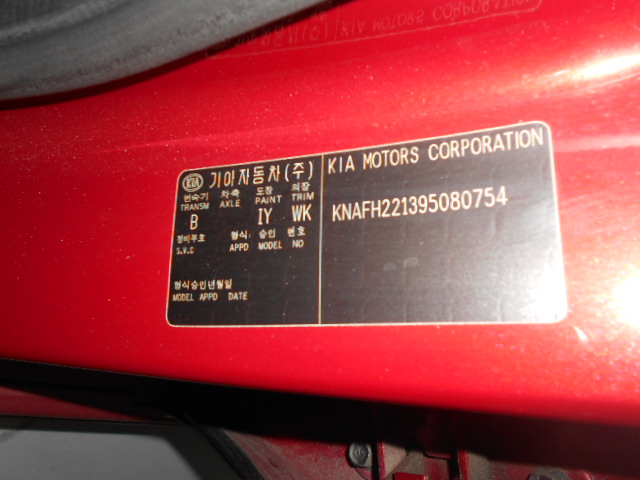 KIA 기아자동차(주)
변속기 차축 도장 의장
TRANSM AXLE PAINT TRIM
B IY WK
정비부호 형식 승인 번호
S.V.C APPD MODEL NO
형식승인년월일
MODEL APPD DATE
KIA MOTORS CORPORATION
KNAFH221395080754